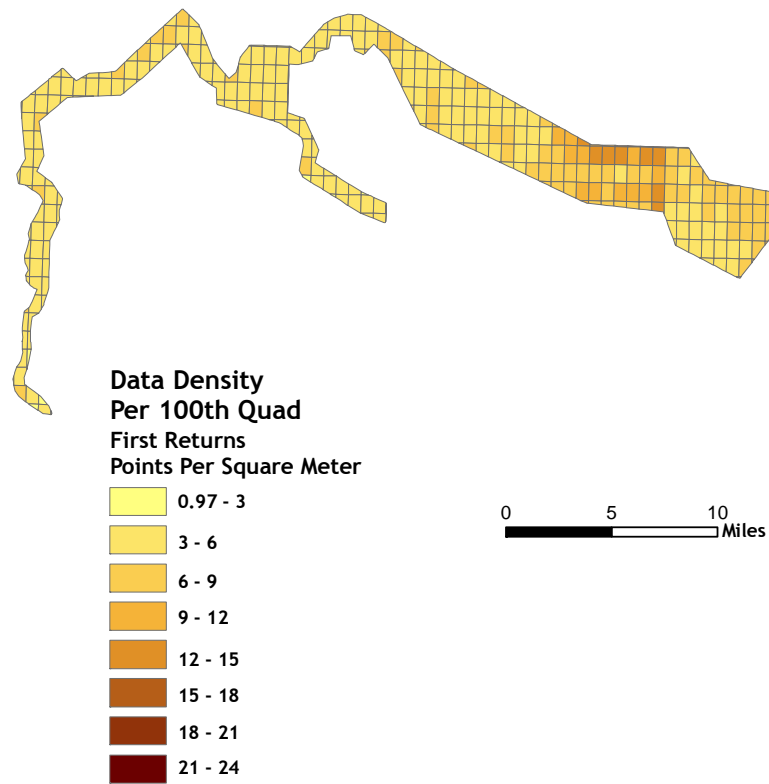 Data Density
Per 100th Quad
First Returns
Points Per Square Meter
0.97 - 3
3 - 6
6 - 9
9 - 12
12 - 15
15 - 18
18 - 21
21 - 24
0 5 10
Miles